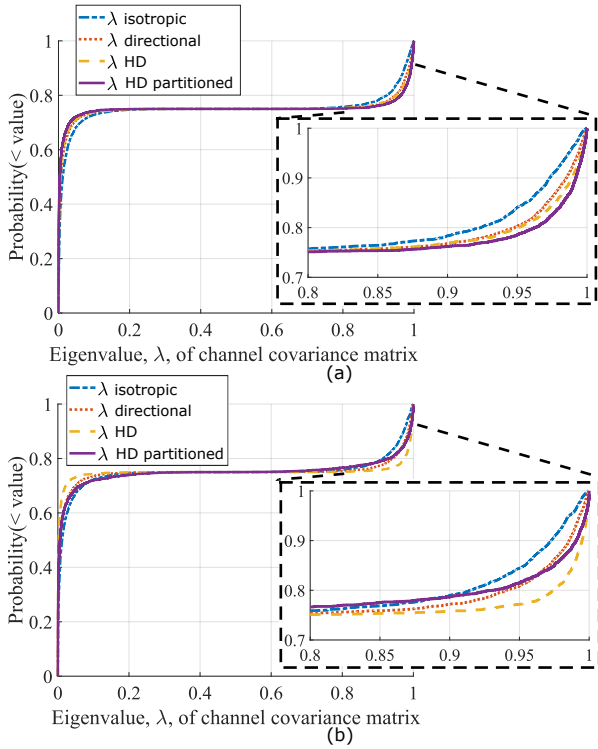 λ isotropic
λ directional
λ HD
λ HD partitioned
Probability(< value)
1
0.8
0.6
0.4
0.2
0
1
0.9
0.8
0.7
0.8 0.85 0.9 0.95 1
0 0.2 0.4 0.6 0.8 1
Eigenvalue, λ, of channel covariance matrix
(a)
λ isotropic
λ directional
λ HD
λ HD partitioned
Probability(< value)
1
0.8
0.6
0.4
0.2
0
1
0.9
0.8
0.7
0.8 0.85 0.9 0.95 1
0 0.2 0.4 0.6 0.8 1
Eigenvalue, λ, of channel covariance matrix
(b)